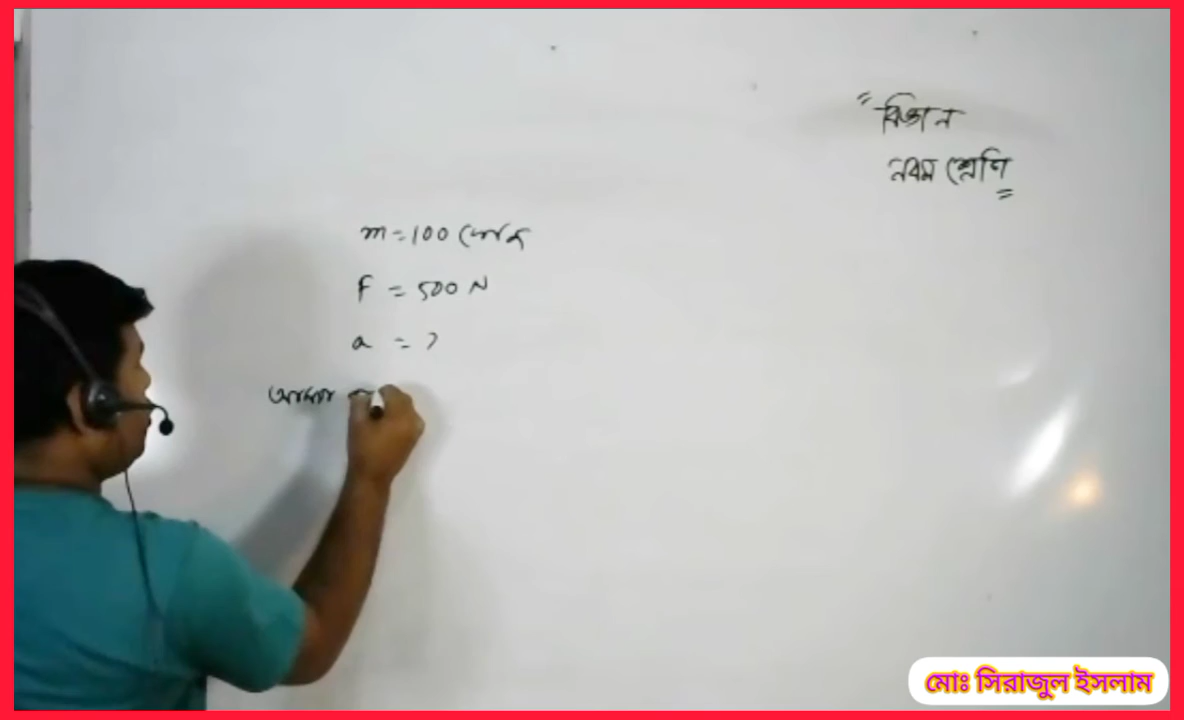 "বিজ্ঞান
নবম শ্রেণি"
m = 100 কেজি
F = 500 N
a = ?
আমরা
মোঃ সিরাজুল ইসলাম